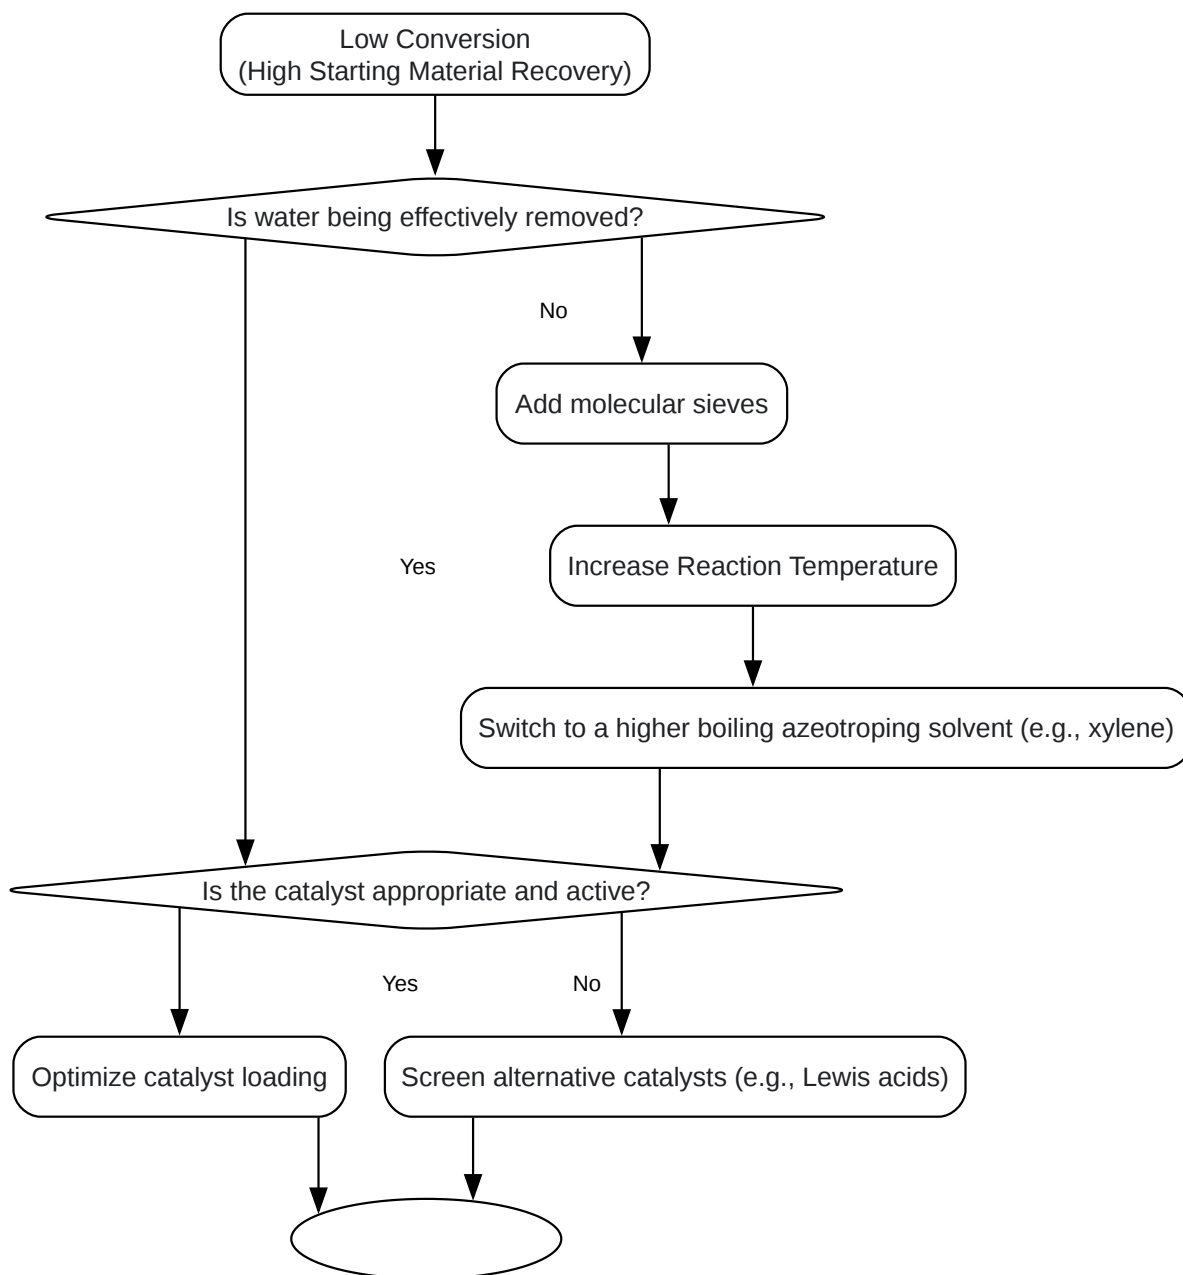 Low Conversion
(High Starting Material Recovery)
Is water being effectively removed?
No
Add molecular sieves
Yes
Increase Reaction Temperature
Switch to a higher boiling azeotroping solvent (e.g., xylene)
Is the catalyst appropriate and active?
Yes
No
Optimize catalyst loading
Screen alternative catalysts (e.g., Lewis acids)